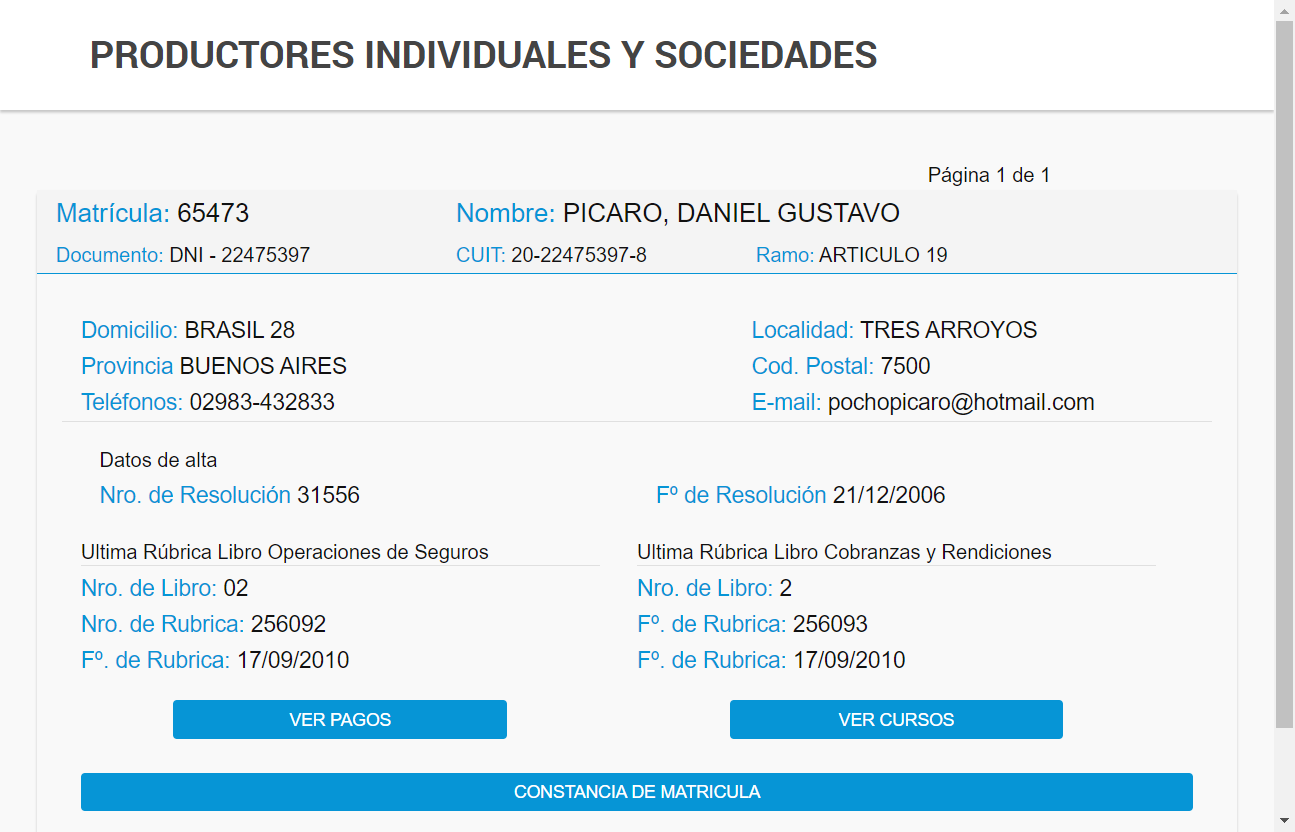 PRODUCTORES INDIVIDUALES Y SOCIEDADES
Página 1 de 1
Matrícula: 65473 Nombre: PICARO, DANIEL GUSTAVO
Documento: DNI - 22475397 CUIT: 20-22475397-8 Ramo: ARTICULO 19
Domicilio: BRASIL 28 Localidad: TRES ARROYOS
Provincia BUENOS AIRES Cod. Postal: 7500
Teléfonos: 02983-432833 E-mail: pochopicaro@hotmail.com
Datos de alta
Nro. de Resolución 31556 Fº de Resolución 21/12/2006
Ultima Rúbrica Libro Operaciones de Seguros Ultima Rúbrica Libro Cobranzas y Rendiciones
Nro. de Libro: 02 Nro. de Libro: 2
Nro. de Rubrica: 256092 Fº. de Rubrica: 256093
Fº. de Rubrica: 17/09/2010 Fº. de Rubrica: 17/09/2010
VER PAGOS VER CURSOS
CONSTANCIA DE MATRICULA